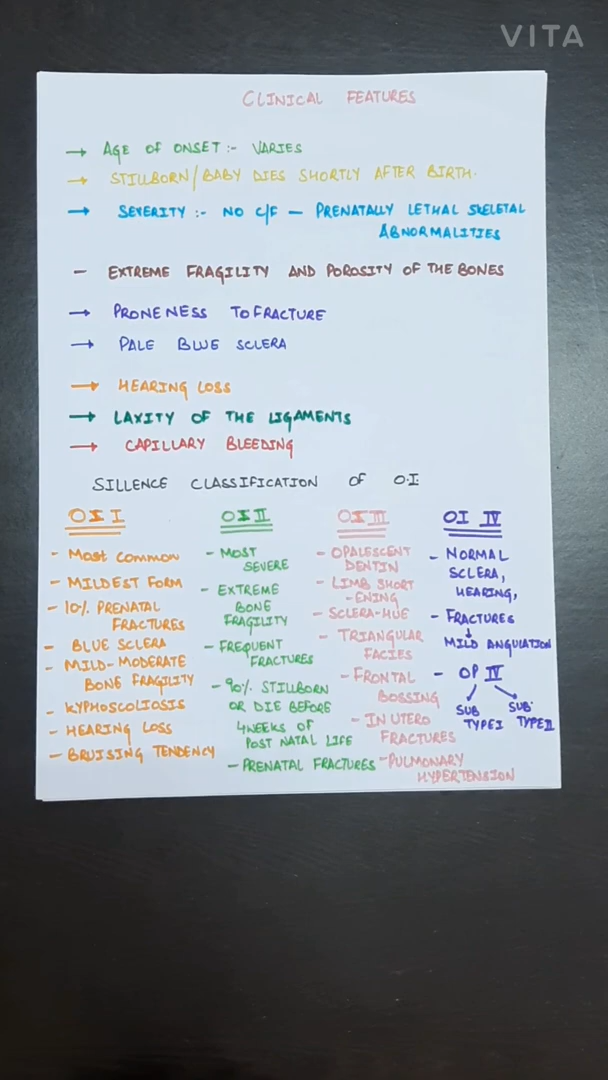 VITA
CLINICAL FEATURES
→ AGE OF ONSET :- VARIES
→ STILLBORN/BABY DIES SHORTLY AFTER BIRTH.
→ SEVERITY :- NO C/F – PRENATALLY LETHAL SKELETAL
ABNORMALITIES
- EXTREME FRAGILITY AND POROSITY OF THE BONES
→ PRONENESS TO FRACTURE
→ PALE BLUE SCLERA
→ HEARING LOSS
→ LAXITY OF THE LIGAMENTS
→ CAPILLARY BLEEDING
SILLENCE CLASSIFICATION OF O.I
OI I
- MOST COMMON
- MILDEST FORM
- 10% PRENATAL
FRACTURES
- BLUE SCLERA
- MILD-MODERATE
BONE FRAGILITY
- KYPHOSCOLIOSIS
- HEARING LOSS
- BRUISING TENDENCY
OI II
- MOST
SEVERE
- EXTREME
BONE
FRAGILITY
- FREQUENT
FRACTURES
- 90% STILLBORN
OR DIE BEFORE
4 WEEKS OF
POST NATAL LIFE
- PRENATAL FRACTURES
OI III
- OPALESCENT
DENTIN
- LIMB SHORT
-ENING
- SCLERA-HUE
- TRIANGULAR
FACIES
- FRONTAL
BOSSING
- IN UTERO
FRACTURES
- PULMONARY
HYPERTENSION
OI IV
- NORMAL
SCLERA,
HEARING,
- FRACTURES
↓
MILD ANGULATION
- OP IV
SUB TYPE I
SUB TYPE II